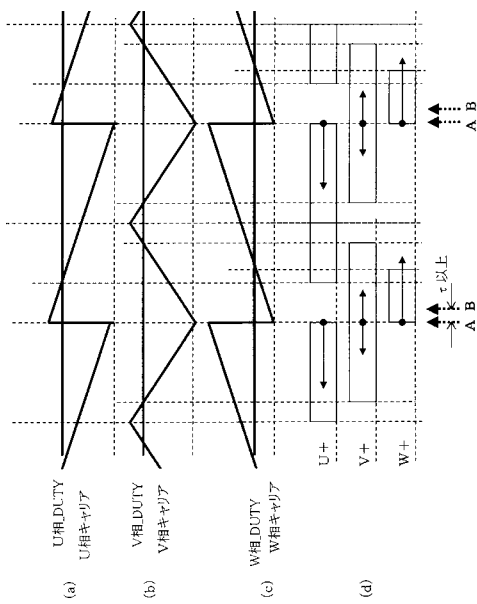 (a)
U相_DUTY
U相キャリア
(b)
V相_DUTY
V相キャリア
(c)
W相_DUTY
W相キャリア
(d)
U+
V+
W+
τ以上
A
B
A
B